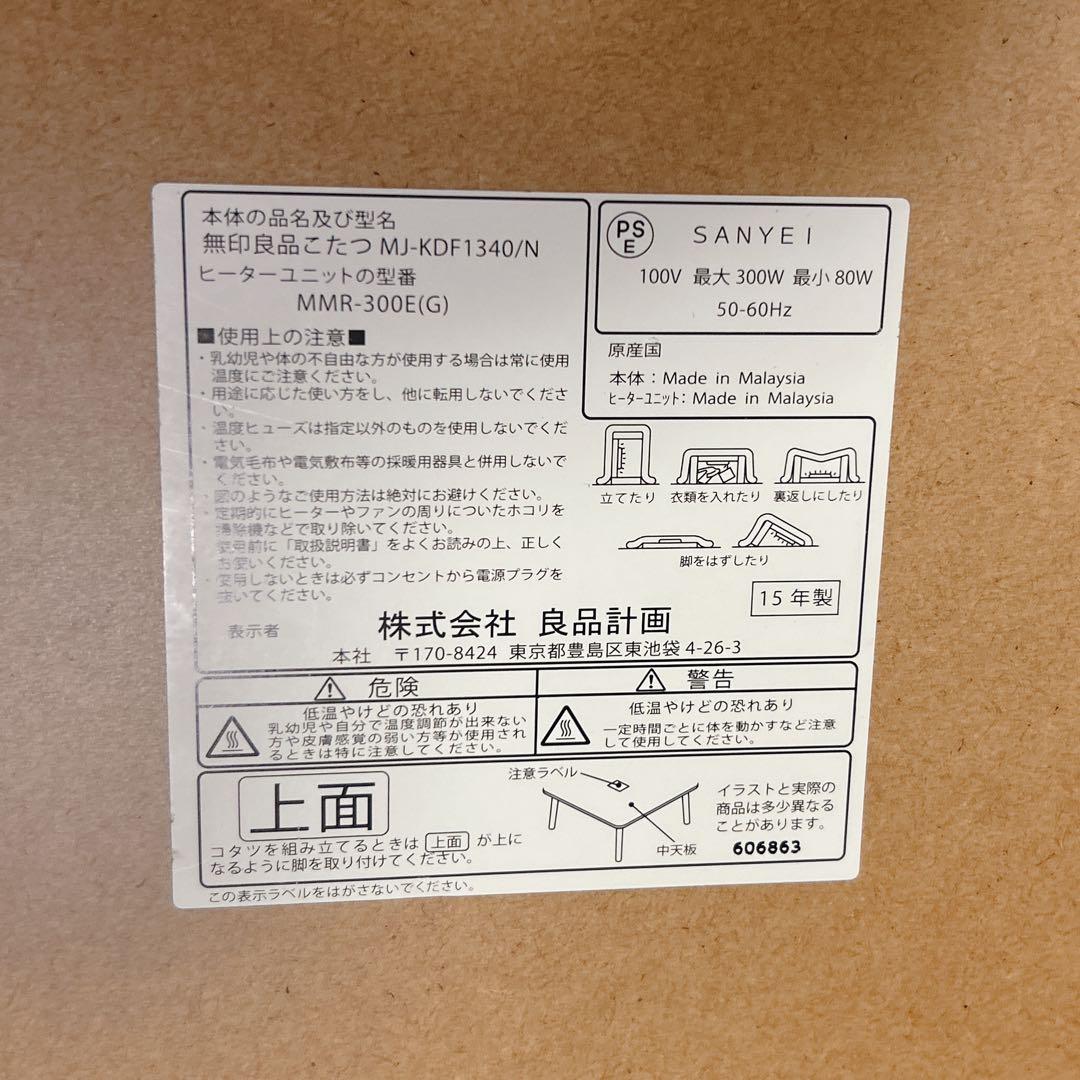 本体の品名及び型名
無印良品こたつ MJ-KDF1340/N
ヒーターユニットの型番
MMR-300E(G)
■使用上の注意■
・乳幼児や体の不自由な方が使用する場合は常に使用
温度にご注意ください。
・用途に応じた使い方をし、他に転用しないでくださ
い。
・温度ヒューズは指定以外のものを使用しないでくだ
さい。
・電気毛布や電気敷布等の採暖用器具と併用しないで
ください。
・図のようなご使用方法は絶対にお避けください。
・定期的にヒーターやファンの周りについたホコリを
掃除機などで取り除いてください。
・使用前に「取扱説明書」をよくお読みの上、正しく
お使いください。
・使用しないときは必ずコンセントから電源プラグを
抜いてください。
PS
E
SANYEI
100V 最大 300W 最小 80W
50-60Hz
原産国
本体：Made in Malaysia
ヒーターユニット：Made in Malaysia
立てたり 衣類を入れたり 裏返しにしたり
脚をはずしたり
15 年製
表示者 株式会社 良品計画
本社 〒170-8424 東京都豊島区東池袋 4-26-3
危険
低温やけどの恐れあり
乳幼児や自分で温度調節が出来ない
方や皮膚感覚の弱い方等が使用され
るときは特に注意してください。
警告
低温やけどの恐れあり
一定時間ごとに体を動かすなど注意
して使用してください。
上面
コタツを組み立てるときは 上面 が上に
なるように脚を取り付けてください。
注意ラベル
中天板
イラストと実際の
商品は多少異なる
ことがあります。
606863
この表示ラベルをはがさないでください。